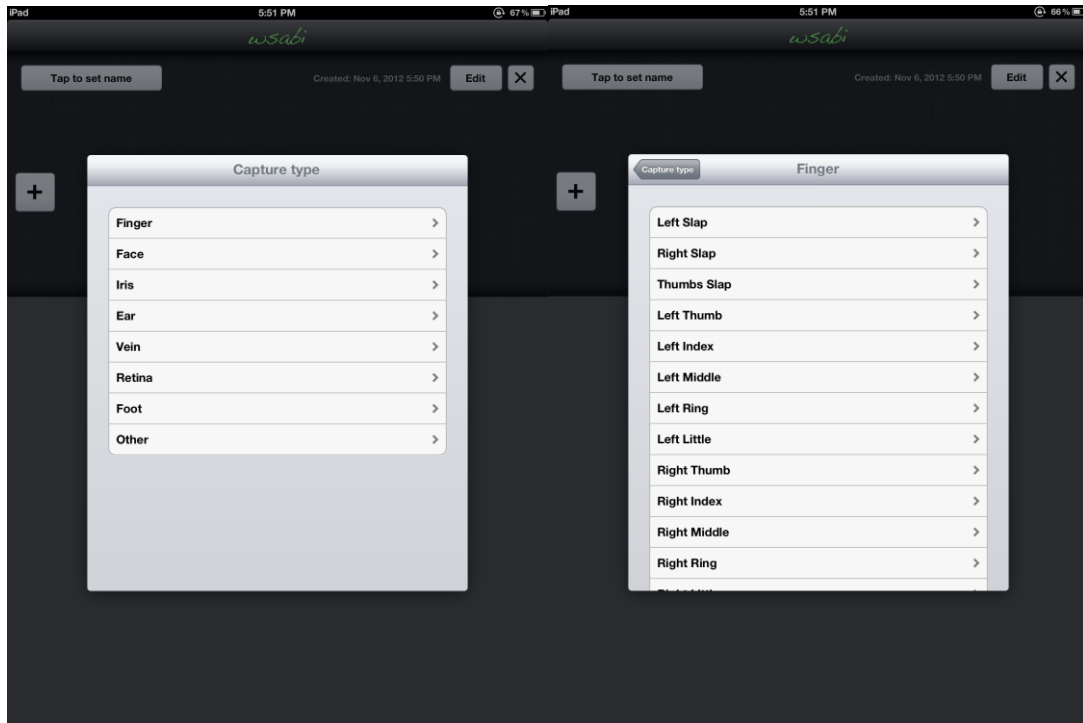 iPad 5:51 PM 67%
wsabi
Tap to set name Created: Nov 6, 2012 5:50 PM Edit
+
Capture type
Finger
Face
Iris
Ear
Vein
Retina
Foot
Other
iPad 5:51 PM 66%
wsabi
Tap to set name Created: Nov 6, 2012 5:50 PM Edit
+
Capture type Finger
Left Slap
Right Slap
Thumbs Slap
Left Thumb
Left Index
Left Middle
Left Ring
Left Little
Right Thumb
Right Index
Right Middle
Right Ring